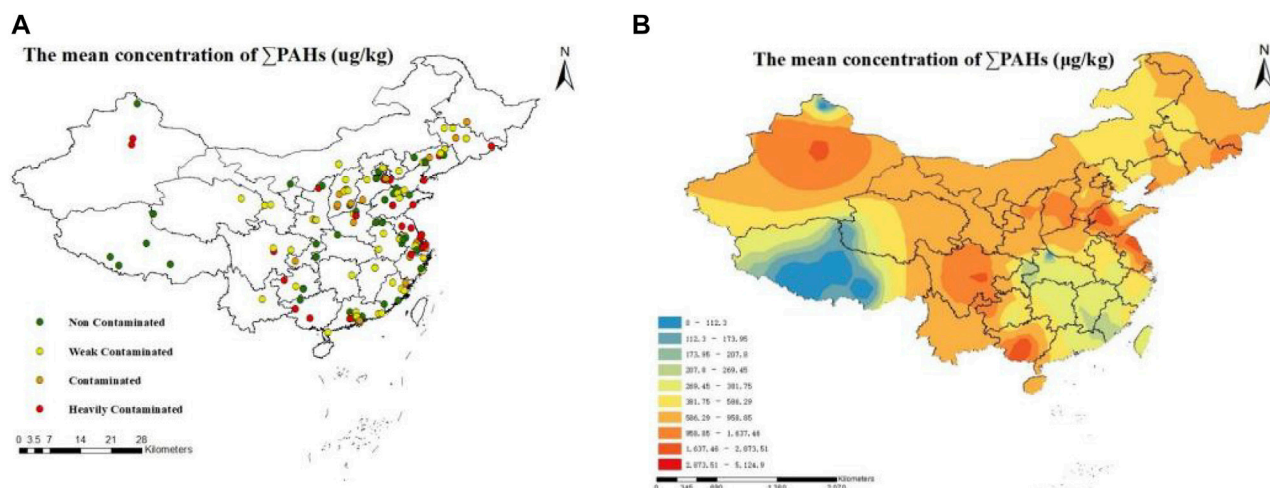 A
The mean concentration of ∑PAHs (ug/kg)
N
Non Contaminated
Weak Contaminated
Contaminated
Heavily Contaminated
0 3.5 7 14 21 28
Kilometers
B
The mean concentration of ∑PAHs (μg/kg)
N
0 - 112.3
112.3 - 173.95
173.95 - 207.8
207.8 - 269.45
269.45 - 381.75
381.75 - 586.29
586.29 - 958.85
958.85 - 1,637.46
1,637.46 - 2,873.51
2,873.51 - 5,124.9
Kilometers